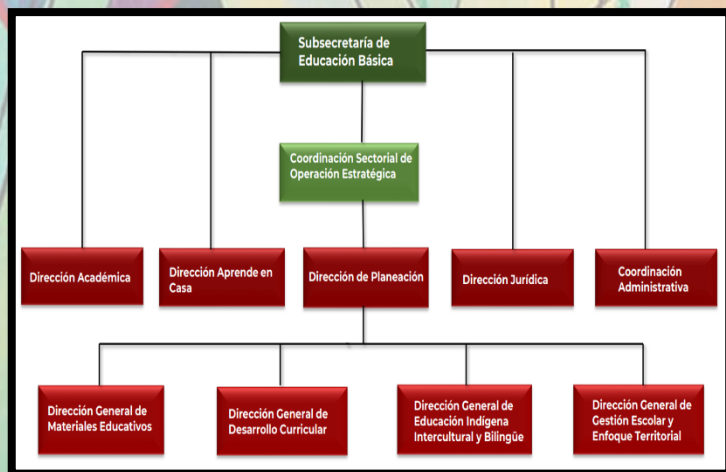 Subsecretaría de
Educación Básica
Coordinación Sectorial de
Operación Estratégica
Dirección Académica
Dirección Aprende en
Casa
Dirección de Planeación
Dirección Jurídica
Coordinación
Administrativa
Dirección General de
Materiales Educativos
Dirección General de
Desarrollo Curricular
Dirección General de
Educación Indígena
Intercultural y Bilingüe
Dirección General de
Gestión Escolar y
Enfoque Territorial